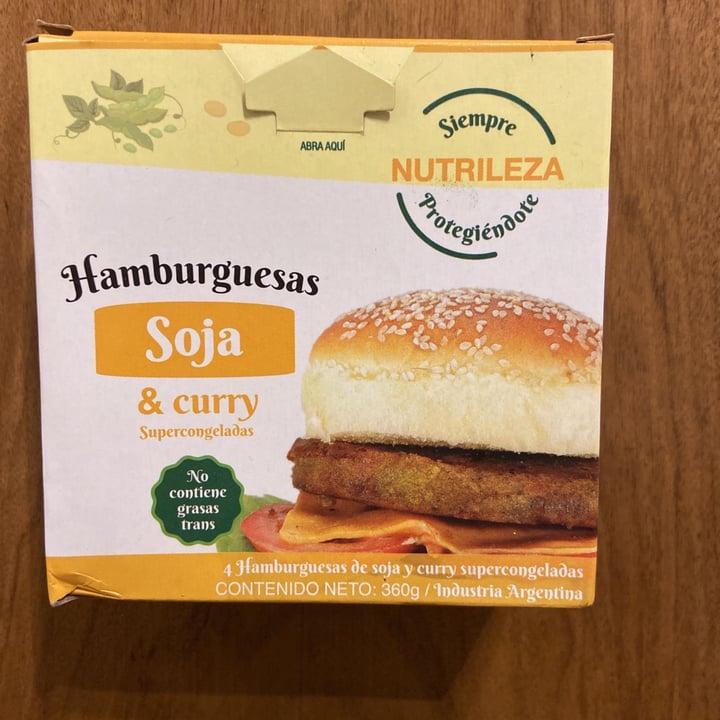 ABRA AQUÍ
Siempre
NUTRILEZA
Protegiéndote
Hamburguesas
Soja
& curry
Supercongeladas
No
contiene
grasas
trans
4 Hamburguesas de soja y curry supercongeladas
CONTENIDO NETO: 360g / Industria Argentina